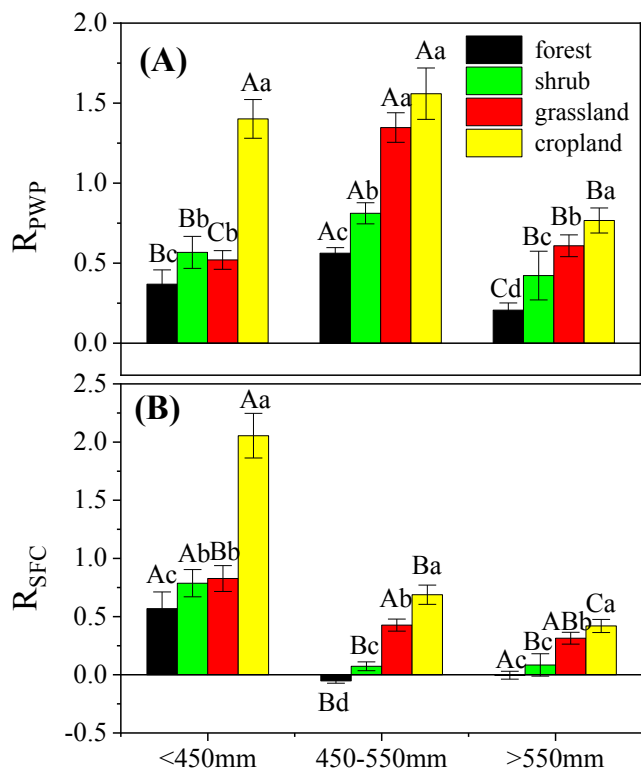 2.0
(A)
Aa
forest
shrub
grassland
cropland
1.5
Aa
Aa
1.0
R_PWP
Bc
Bb
Cb
Ac
Ab
0.5
Cd
Bc
Bb
Ba
0.0
2.5
(B)
Aa
2.0
1.5
R_SFC
1.0
Ac
Ab
Bb
0.5
Bd
Bc
Ab
Ba
Ac
Bc
ABb
Ca
0.0
-0.5
<450mm
450-550mm
>550mm